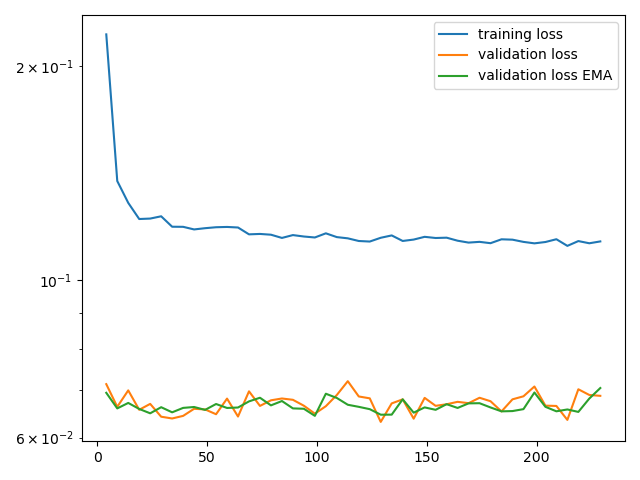 training loss
validation loss
validation loss EMA
2 × 10⁻¹
10⁻¹
6 × 10⁻²
0 50 100 150 200